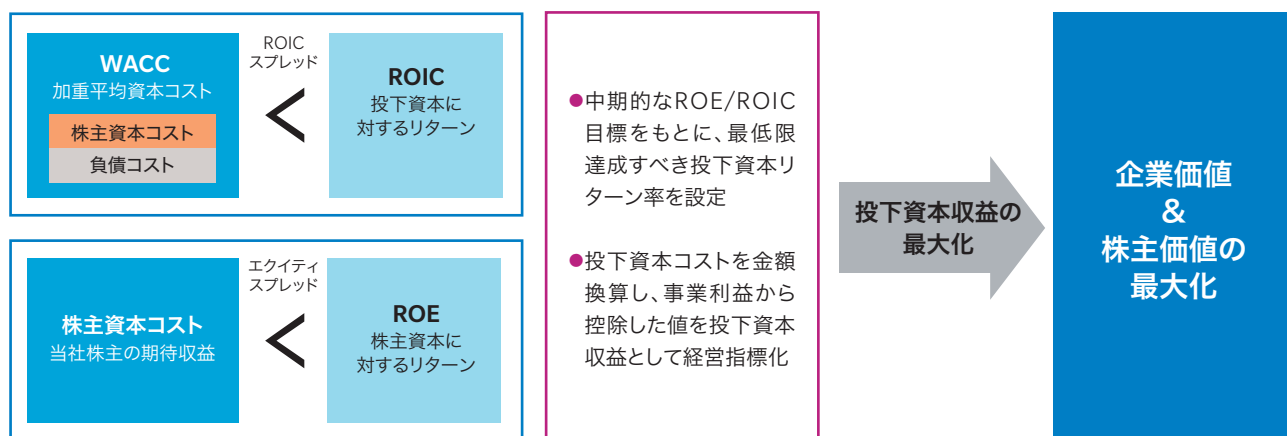 WACC
加重平均資本コスト
株主資本コスト
負債コスト
ROIC
スプレッド
<
ROIC
投下資本に
対するリターン
株主資本コスト
当社株主の期待収益
エクイティ
スプレッド
<
ROE
株主資本に
対するリターン
●中期的なROE/ROIC
目標をもとに、最低限
達成すべき投下資本リ
ターン率を設定
●投下資本コストを金額
換算し、事業利益から
控除した値を投下資本
収益として経営指標化
投下資本収益の
最大化
企業価値
&
株主価値の
最大化